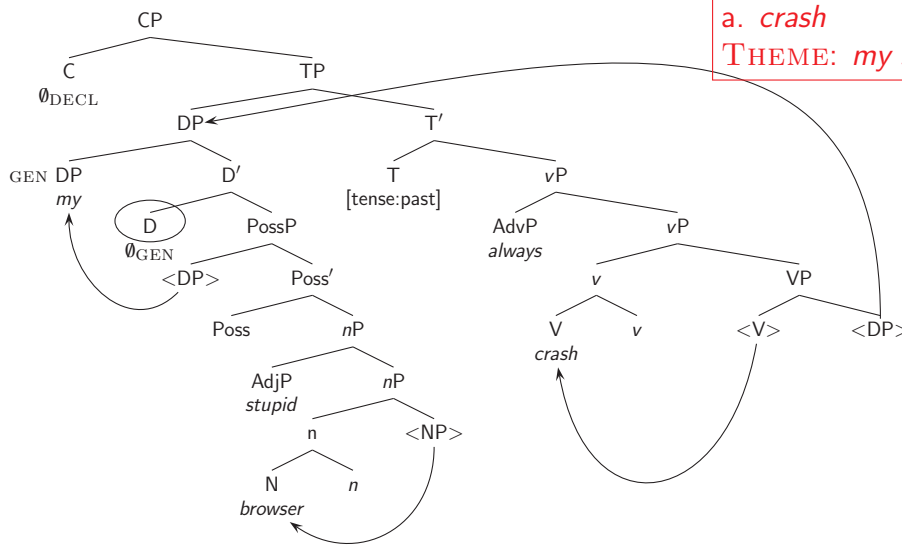 CP
a. crash
THEME: my
C TP
∅DECL
DP T′
GEN DP D′ T vP
my [tense:past]
D PossP AdvP vP
∅GEN always
<DP> Poss′ v VP
Poss nP V v <V> <DP>
crash
AdjP nP
stupid
n <NP>
N n
browser